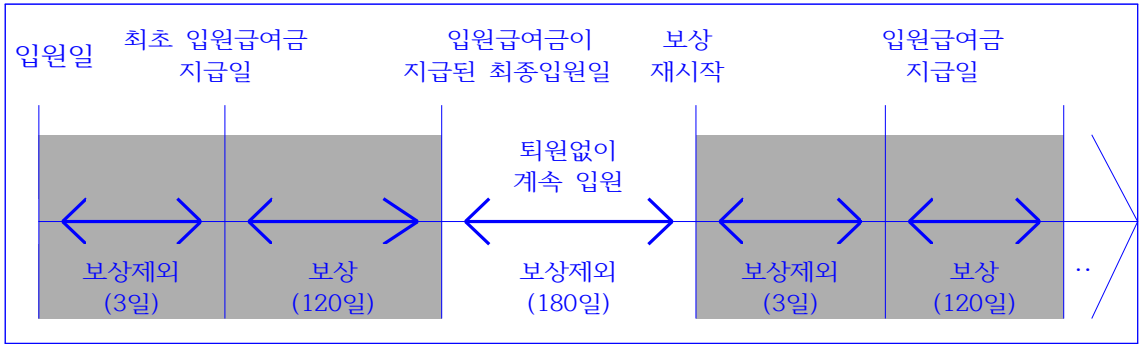 입원일
최초 입원급여금
지급일
입원급여금이
지급된 최종입원일
보상
재시작
입원급여금
지급일
퇴원없이
계속 입원
보상제외
(3일)
보상
(120일)
보상제외
(180일)
보상제외
(3일)
보상
(120일)
..